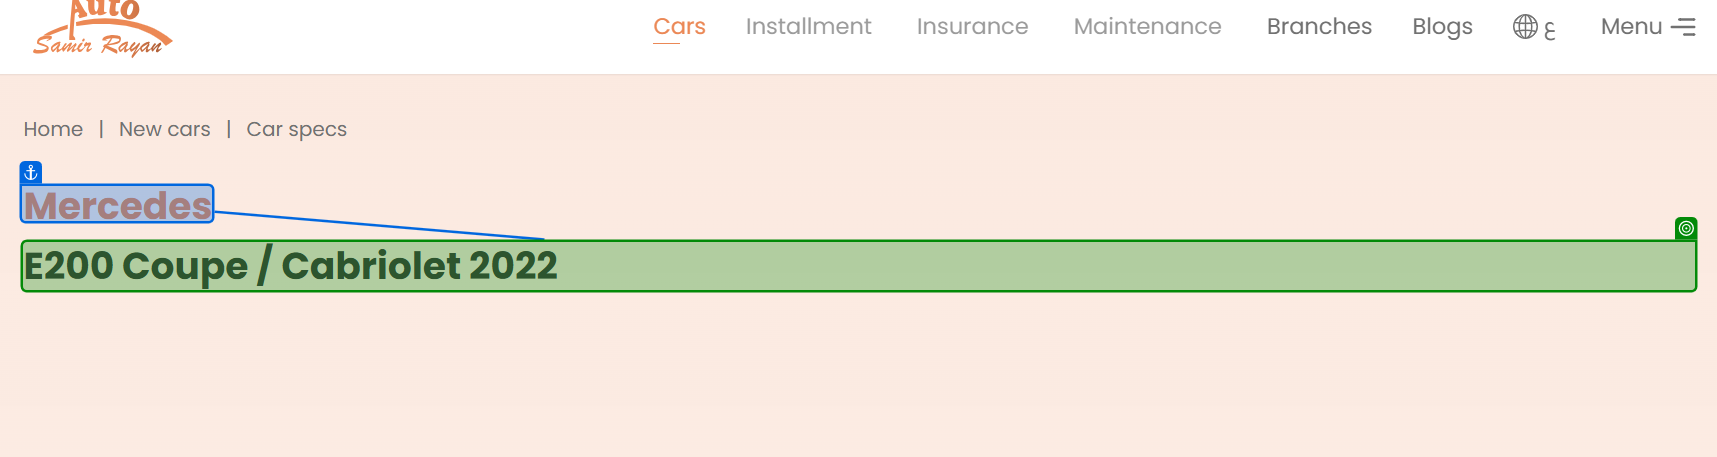 Auto
Samir Rayan
Cars Installment Insurance Maintenance Branches Blogs ع Menu
Home | New cars | Car specs
Mercedes
E200 Coupe / Cabriolet 2022